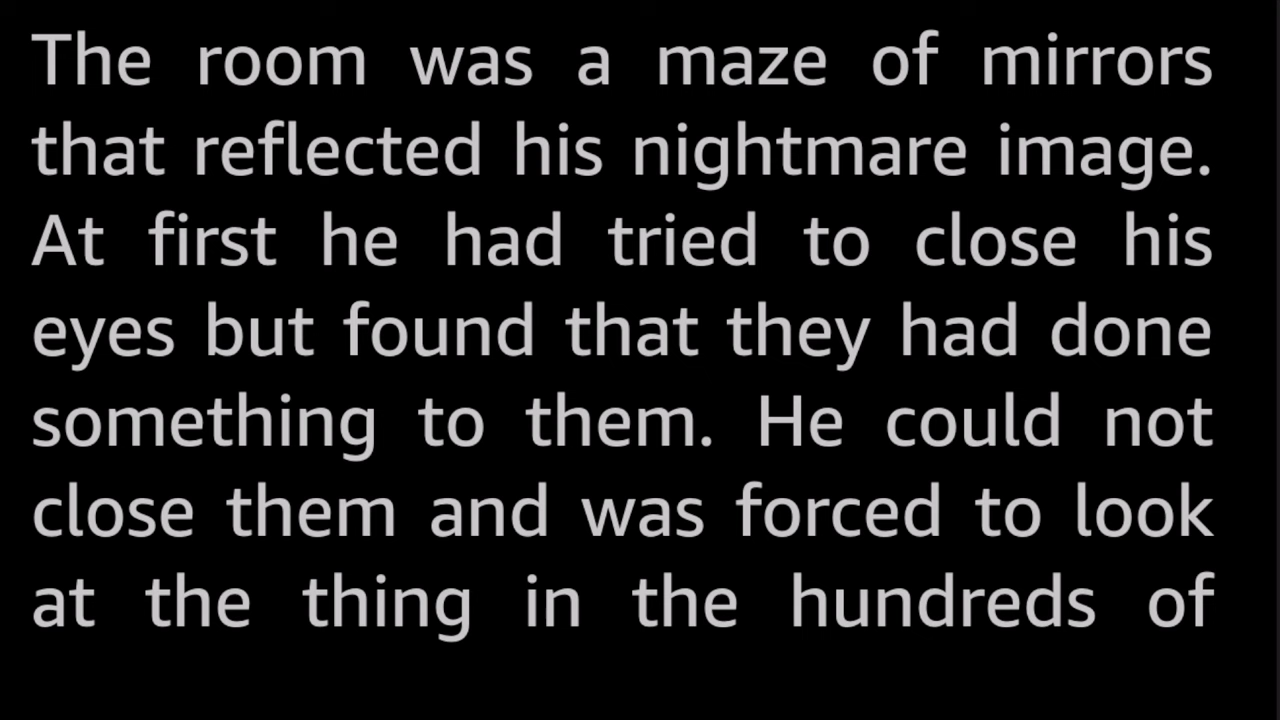 The room was a maze of mirrors
that reflected his nightmare image.
At first he had tried to close his
eyes but found that they had done
something to them. He could not
close them and was forced to look
at the thing in the hundreds of